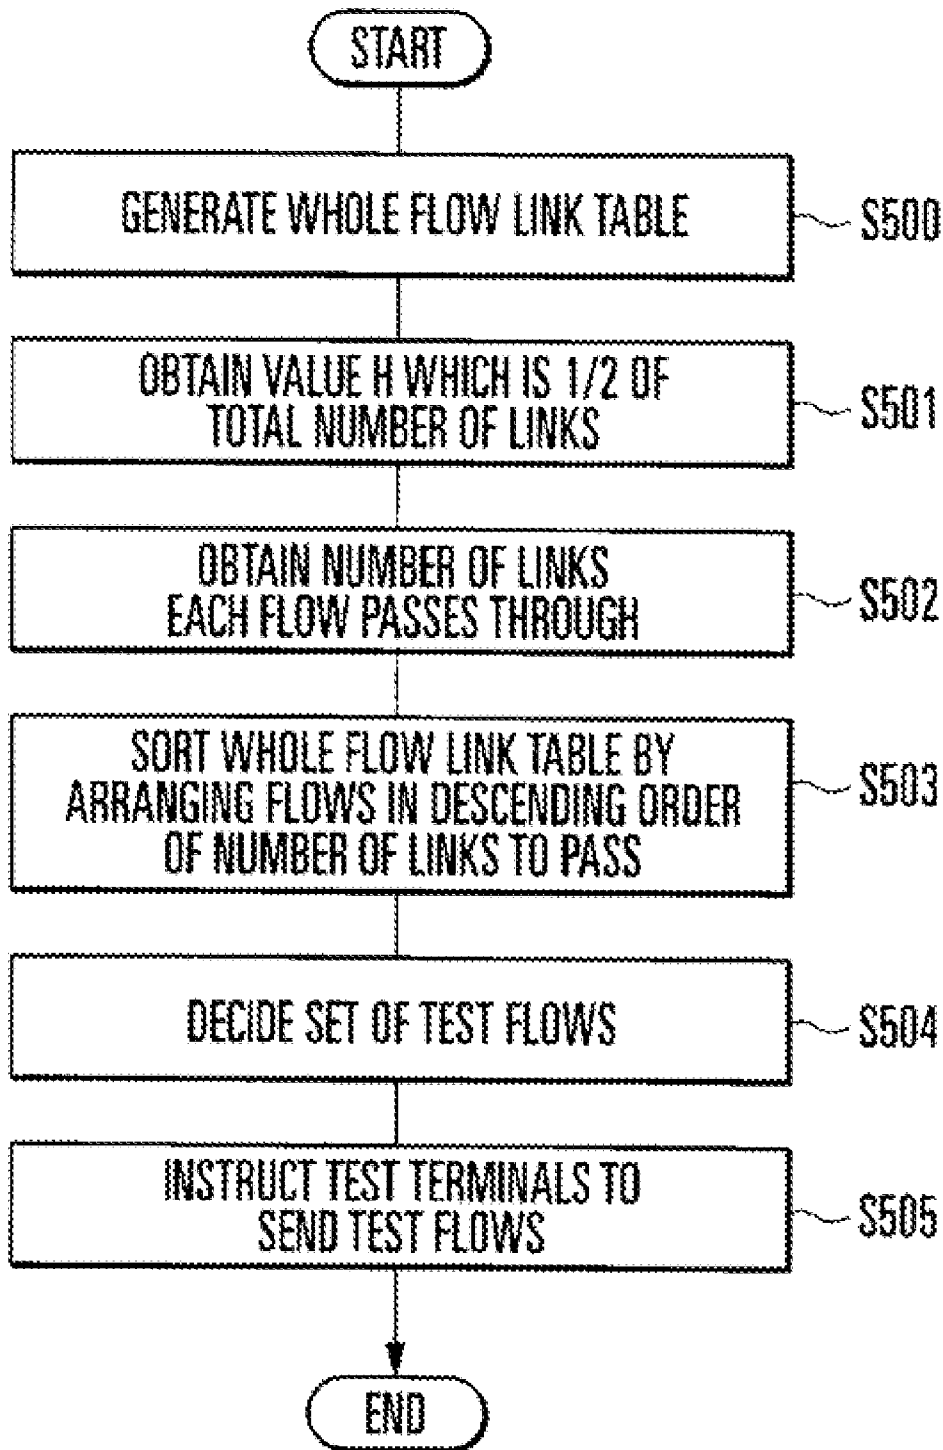 START
GENERATE WHOLE FLOW LINK TABLE
S500
OBTAIN VALUE H WHICH IS 1/2 OF
TOTAL NUMBER OF LINKS
S501
OBTAIN NUMBER OF LINKS
EACH FLOW PASSES THROUGH
S502
SORT WHOLE FLOW LINK TABLE BY
ARRANGING FLOWS IN DESCENDING ORDER
OF NUMBER OF LINKS TO PASS
S503
DECIDE SET OF TEST FLOWS
S504
INSTRUCT TEST TERMINALS TO
SEND TEST FLOWS
S505
END